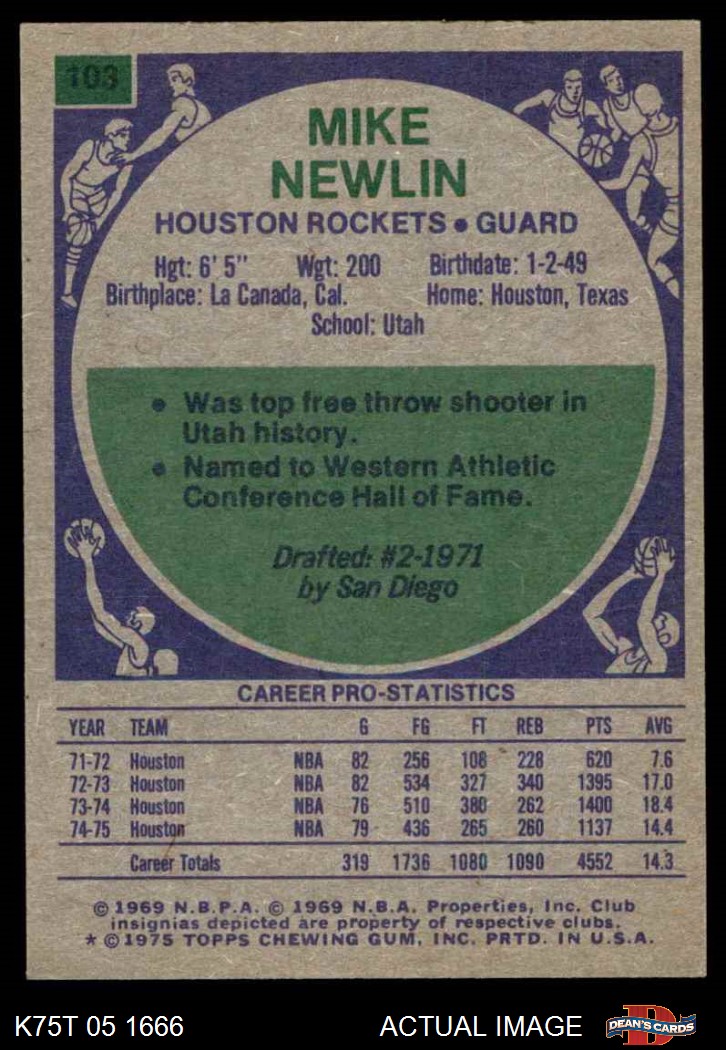 103
MIKE
NEWLIN
HOUSTON ROCKETS • GUARD
Hgt: 6' 5" Wgt: 200 Birthdate: 1-2-49
Birthplace: La Canada, Cal. Home: Houston, Texas
School: Utah
• Was top free throw shooter in
Utah history.
• Named to Western Athletic
Conference Hall of Fame.
Drafted: #2-1971
by San Diego
CAREER PRO-STATISTICS
YEAR TEAM G FG FT REB PTS AVG
71-72 Houston NBA 82 256 108 228 620 7.6
72-73 Houston NBA 82 534 327 340 1395 17.0
73-74 Houston NBA 76 510 380 262 1400 18.4
74-75 Houston NBA 79 436 265 260 1137 14.4
Career Totals 319 1736 1080 1090 4552 14.3
© 1969 N.B.P.A. © 1969 N.B.A. Properties, Inc. Club
insignias depicted are property of respective clubs.
* © 1975 TOPPS CHEWING GUM, INC. PRTD. IN U.S.A.
K75T 05 1666 ACTUAL IMAGE D DEAN'S CARDS